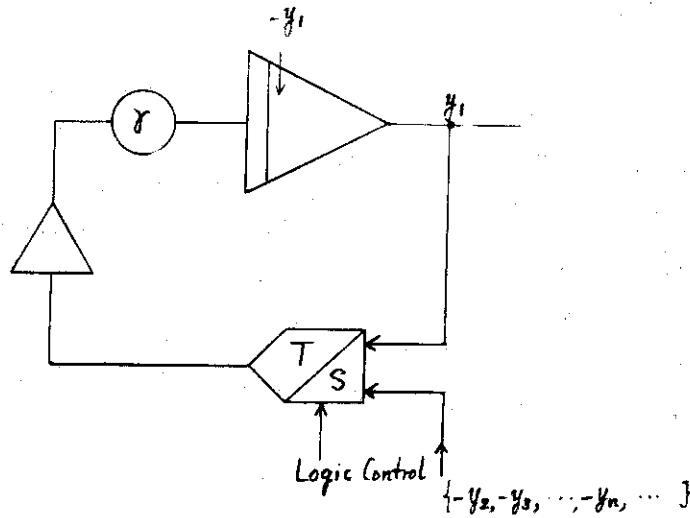 -y₁
γ
y₁
T
S
Logic Control
{-y₂, -y₃, ···, -yₙ, ··· }